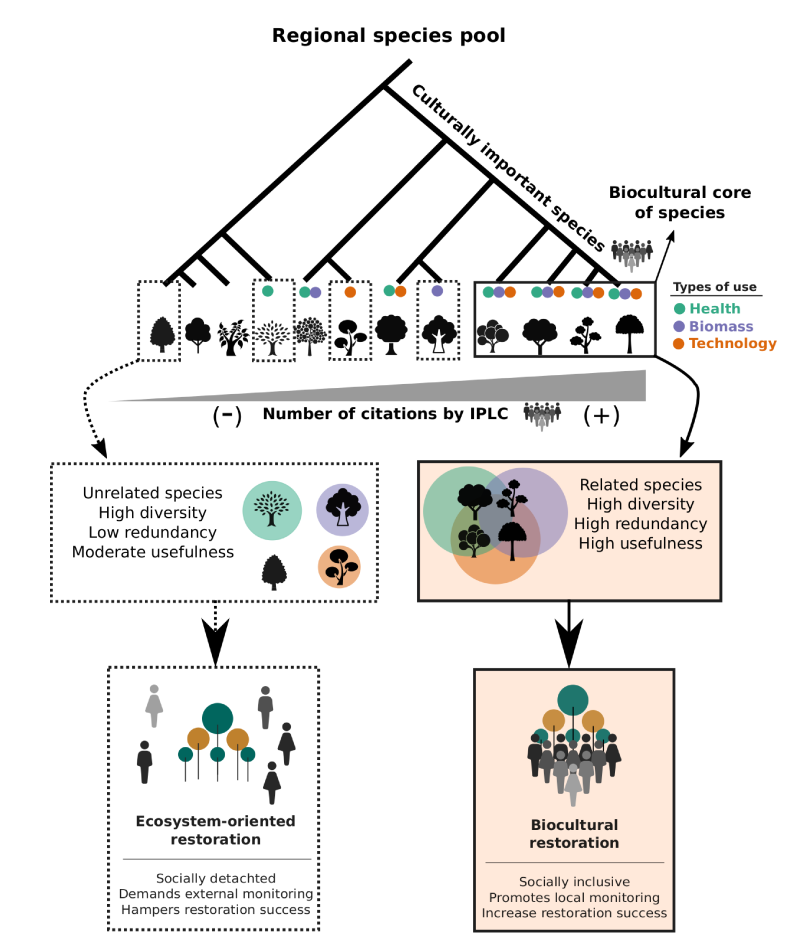 Regional species pool
Culturally important species
Biocultural core
of species
Types of use
Health
Biomass
Technology
(-) Number of citations by IPLC (+)
Unrelated species
High diversity
Low redundancy
Moderate usefulness
Related species
High diversity
High redundancy
High usefulness
Ecosystem-oriented
restoration
Socially detachted
Demands external monitoring
Hampers restoration success
Biocultural
restoration
Socially inclusive
Promotes local monitoring
Increase restoration success